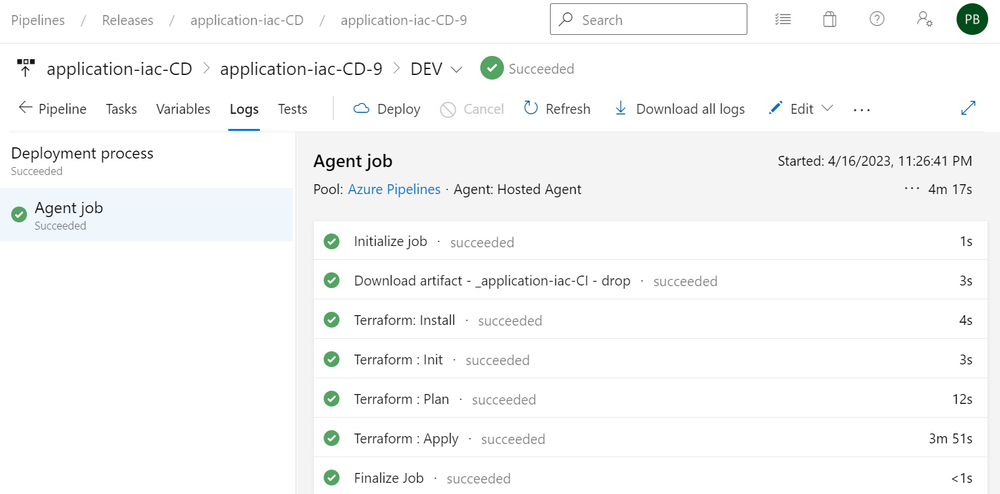 Pipelines / Releases / application-iac-CD / application-iac-CD-9 Search PB
application-iac-CD > application-iac-CD-9 > DEV Succeeded
Pipeline Tasks Variables Logs Tests Deploy Cancel Refresh Download all logs Edit ...
Deployment process
Succeeded
Agent job
Succeeded
Agent job Started: 4/16/2023, 11:26:41 PM
Pool: Azure Pipelines · Agent: Hosted Agent ... 4m 17s
Initialize job · succeeded 1s
Download artifact - _application-iac-CI - drop · succeeded 3s
Terraform: Install · succeeded 4s
Terraform : Init · succeeded 3s
Terraform : Plan · succeeded 12s
Terraform : Apply · succeeded 3m 51s
Finalize Job · succeeded <1s